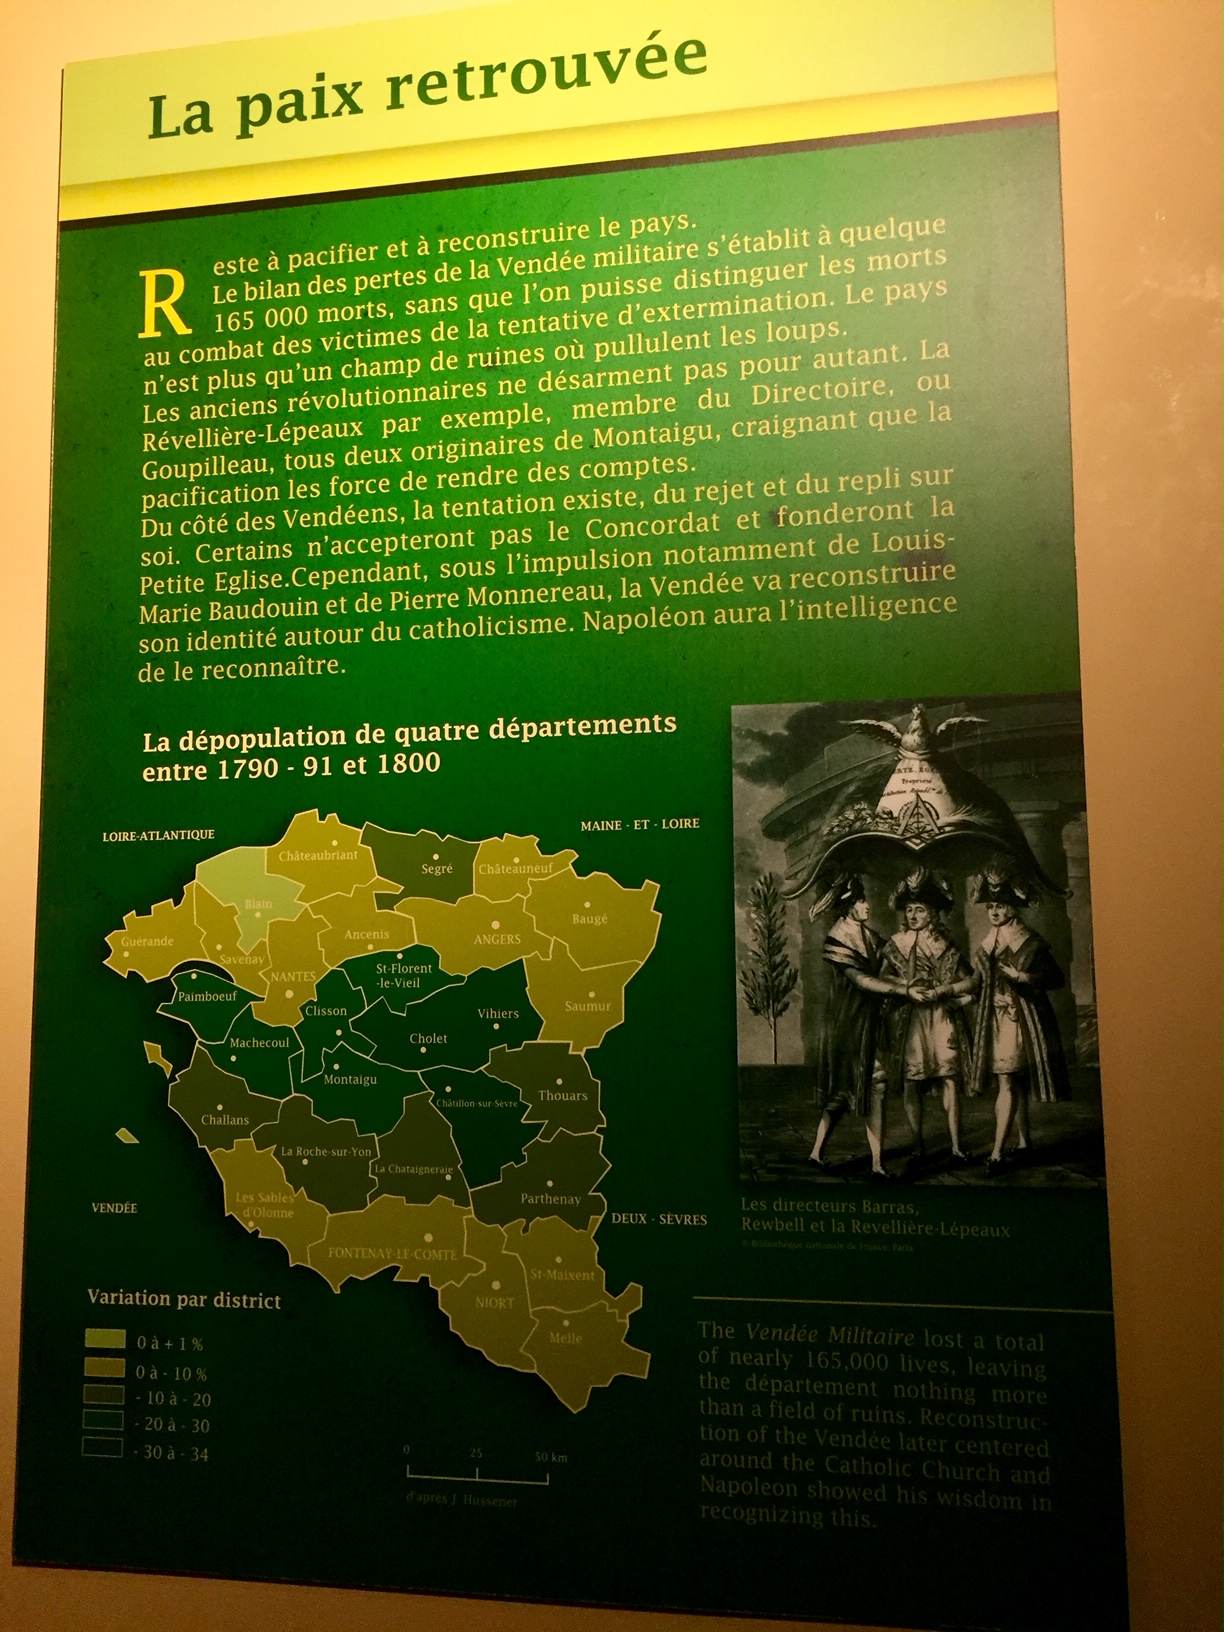 La paix retrouvée
Reste à pacifier et à reconstruire le pays.
Le bilan des pertes de la Vendée militaire s'établit à quelque
165 000 morts, sans que l'on puisse distinguer les morts
au combat des victimes de la tentative d'extermination. Le pays
n'est plus qu'un champ de ruines où pullulent les loups.
Les anciens révolutionnaires ne désarment pas pour autant. La
Révellière-Lépeaux par exemple, membre du Directoire, ou
Goupilleau, tous deux originaires de Montaigu, craignant que la
pacification les force de rendre des comptes.
Du côté des Vendéens, la tentation existe, du rejet et du repli sur
soi. Certains n'accepteront pas le Concordat et fonderont la
Petite Eglise.Cependant, sous l'impulsion notamment de Louis-
Marie Baudouin et de Pierre Monnereau, la Vendée va reconstruire
son identité autour du catholicisme. Napoléon aura l'intelligence
de le reconnaître.
La dépopulation de quatre départements
entre 1790 - 91 et 1800
LOIRE-ATLANTIQUE
MAINE - ET - LOIRE
Châteaubriant
Segré
Châteauneuf
Blain
Baugé
Guérande
Ancenis
ANGERS
Savenay
NANTES
St-Florent
-le-Vieil
Paimboeuf
Clisson
Vihiers
Saumur
Machecoul
Cholet
Montaigu
Châtillon-sur-Sèvre
Thouars
Challans
La Roche-sur-Yon
La Chataigneraie
Parthenay
Les Sables
d'Olonne
VENDÉE
DEUX - SÈVRES
FONTENAY-LE-COMTE
St-Maixent
NIORT
Melle
Variation par district
0 à + 1 %
0 à - 10 %
- 10 à - 20
- 20 à - 30
- 30 à - 34
0 25 50 km
d'après J. Hussenet
Les directeurs Barras,
Rewbell et la Revellière-Lépeaux
© Bibliothèque nationale de France, Paris
The Vendée Militaire lost a total
of nearly 165,000 lives, leaving
the département nothing more
than a field of ruins. Reconstruc-
tion of the Vendée later centered
around the Catholic Church and
Napoleon showed his wisdom in
recognizing this.